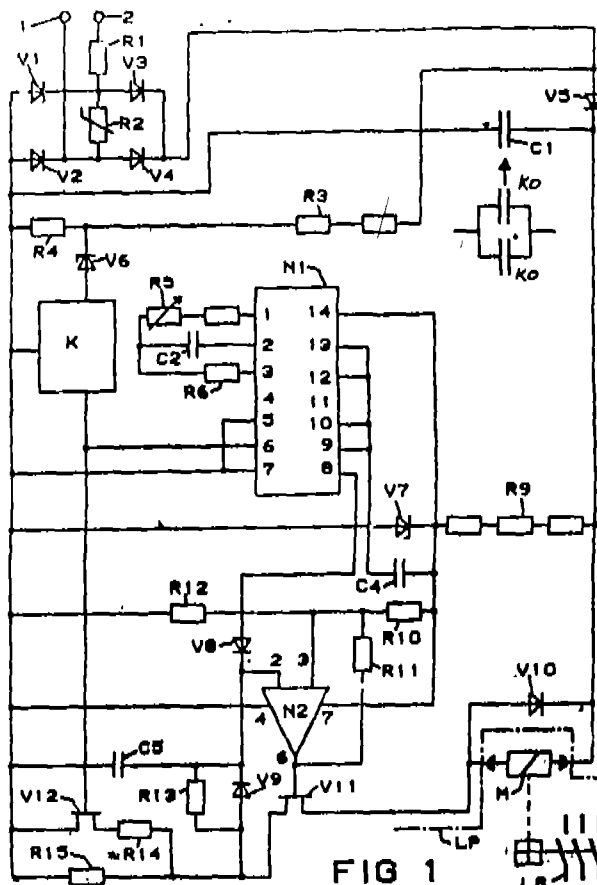 1 2
R1
V1 V3
R2
V2 V4
V5
C1
K0
K0
R3
R4
V6
N1
R5
1 14
K
C2 2 13
3 12
R6
4 11
5 10
6 9
7 8
V7 R9
C4
R12
R10
V8
R11
2 3
N2
4 7
V10
6
C5
V9
V11
R13
M
V12
*R14
LP
R15
FIG 1